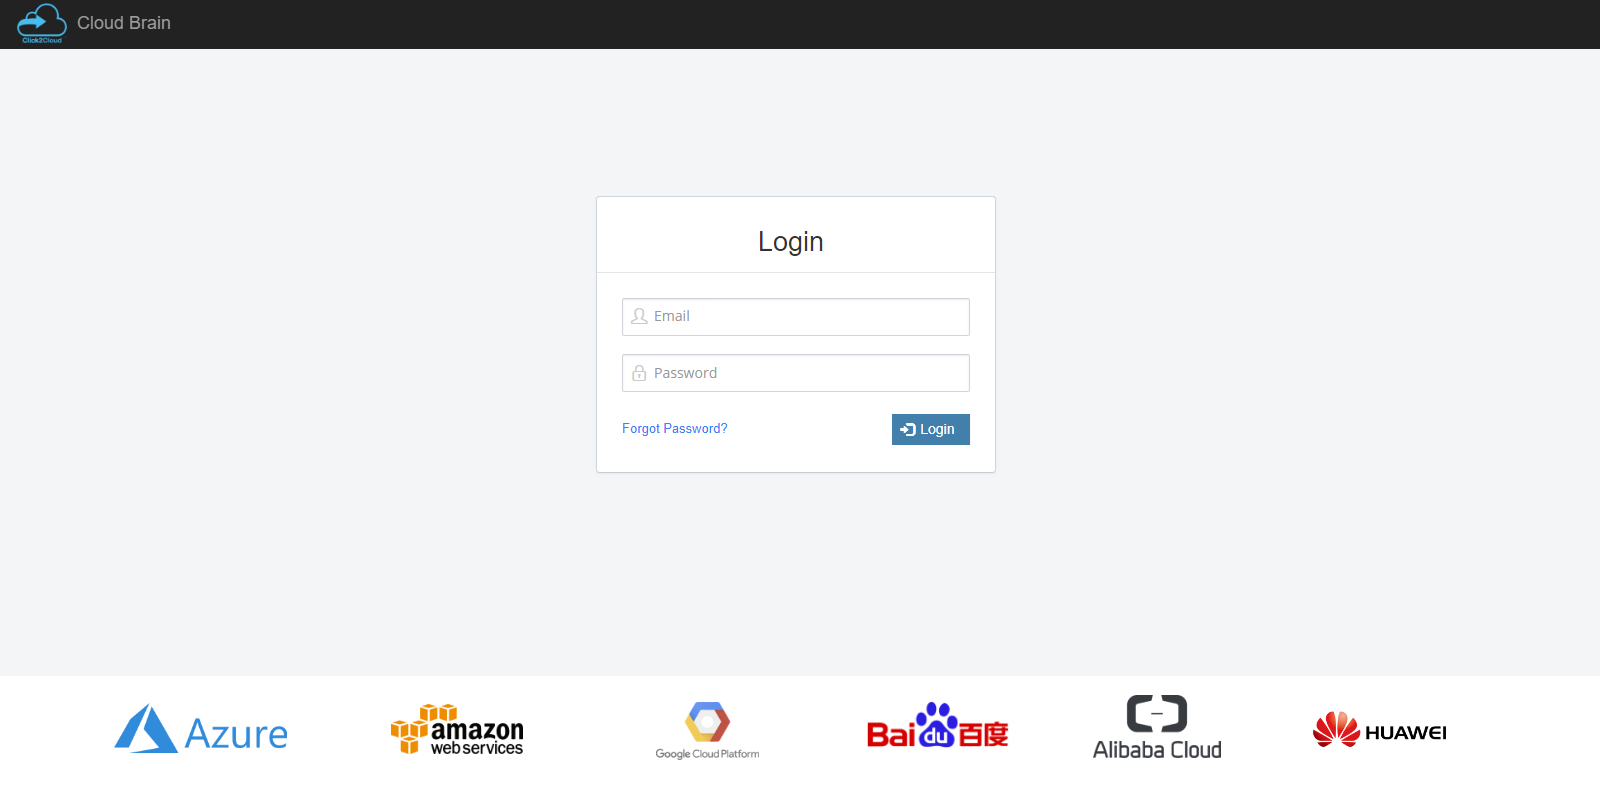 Click2Cloud
Cloud Brain
Login
Email
Password
Forgot Password?
Login
Azure
amazon
web services
Google Cloud Platform
Bai du 百度
Alibaba Cloud
HUAWEI